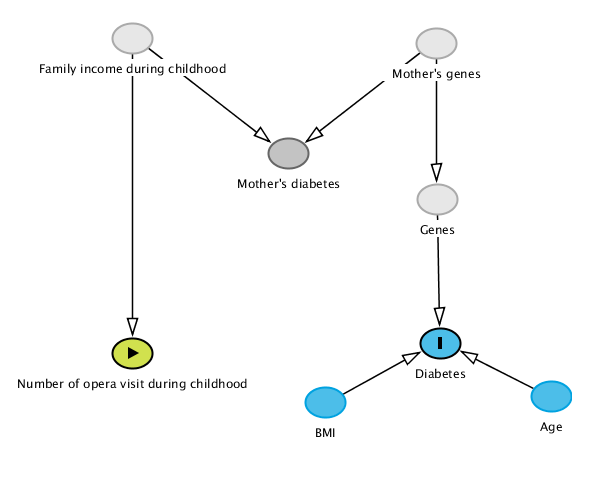 Family income during childhood
Mother's genes
Mother's diabetes
Genes
Number of opera visit during childhood
Diabetes
BMI
Age